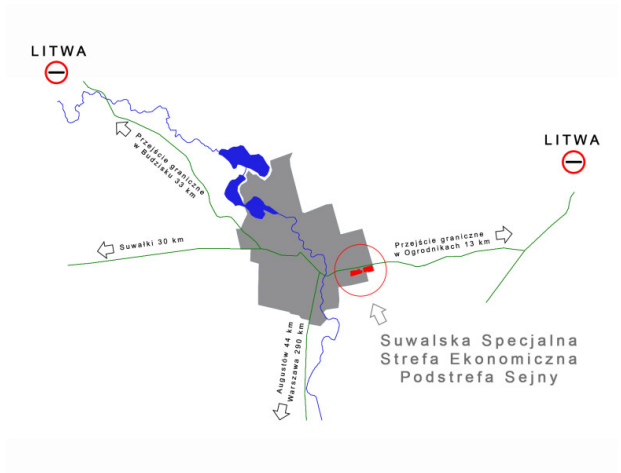 LITWA
LITWA
Przejście graniczne
w Budzisku 33 km
Suwałki 30 km
Przejście graniczne
w Ogrodnikach 13 km
Augustów 44 km
Warszawa 290 km
Suwalska Specjalna
Strefa Ekonomiczna
Podstrefa Sejny